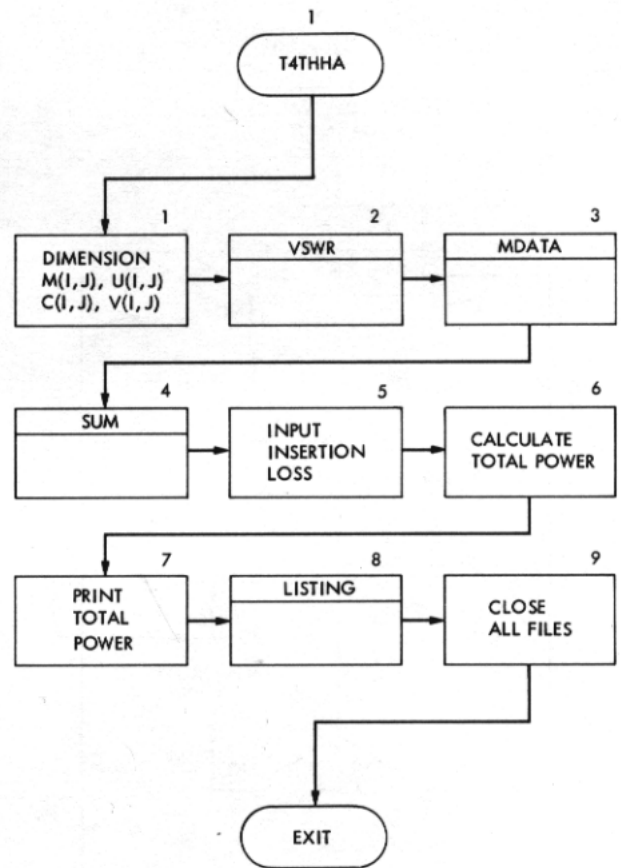 1
T4THHA
1
2
3
DIMENSION
M(I,J), U(I,J)
C(I,J), V(I,J)
VSWR
MDATA
4
5
6
SUM
INPUT
INSERTION
LOSS
CALCULATE
TOTAL POWER
7
8
9
PRINT
TOTAL
POWER
LISTING
CLOSE
ALL FILES
EXIT